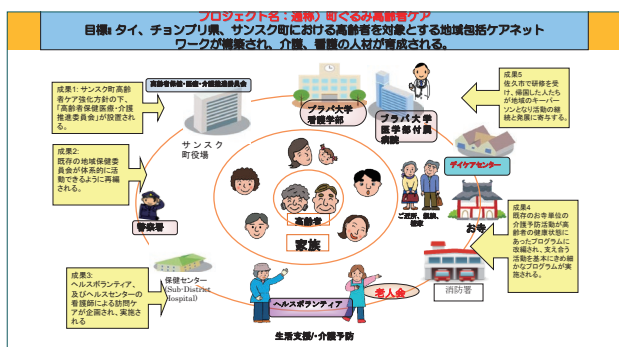 プロジェクト名:通称)町ぐるみ高齢者ケア
目標: タイ、チョンブリ県、サンスク町における高齢者を対象とする地域包括ケアネット
ワークが構築され、介護、看護の人材が育成される。
成果1: サンスク町高齢
者ケア強化方針の下、
「高齢者保健医療・介護
推進委員会」が設置され
る。
高齢者保健・医療・介護推進委員会
サンスク
町役場
ブラパ大学
看護学部
ブラパ大学
医学部付属
病院
成果5
佐久市で研修を受
け、帰国した人たち
が地域のキーパー
ソンとなり活動の継
続と発展に寄与する。
成果2:
既存の地域保健委
員会が体系的に活
動できるように再編
される。
デイケアセンター
高齢者
家族
ご近所、親族、
お寺
警察署
成果4
既存のお寺単位の
介護予防活動が高
齢者の健康状態に
あったプログラムに
改編され、支え合う
活動を基本にきめ細
かなプログラムが実
施される。
成果3:
ヘルスボランティア、
及びヘルスセンターの
看護師による訪問ケ
アが企画され、実施さ
れる
保健センター
(Sub-District
Hospital)
ヘルスボランティア
老人会
消防署
生活支援/・介護予防